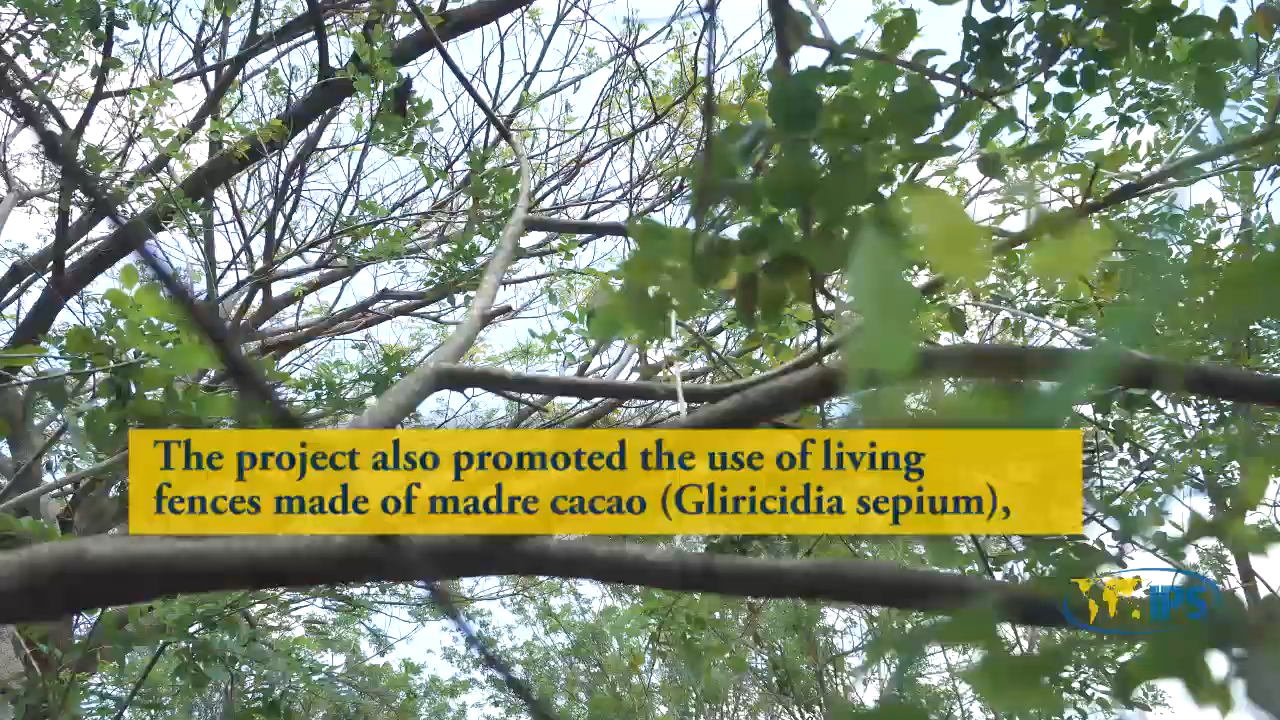 The project also promoted the use of living
fences made of madre cacao (Gliricidia sepium),
IPS